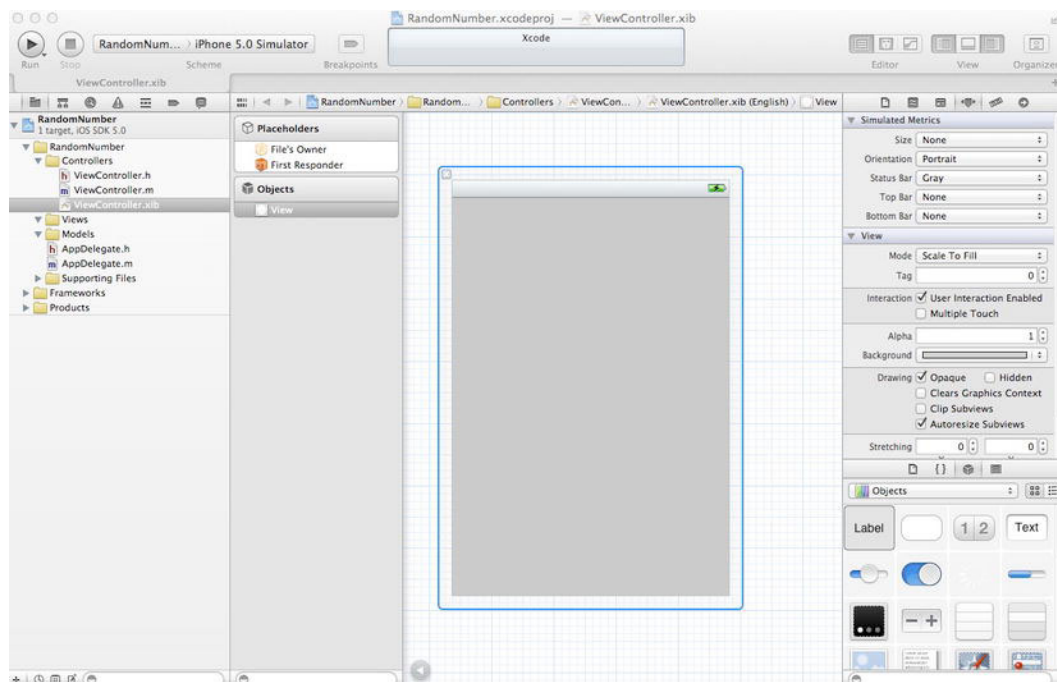 RandomNumber.xcodeproj — ViewController.xib
RandomNum... iPhone 5.0 Simulator
Xcode
Run Stop Scheme Breakpoints Editor View Organizer
ViewController.xib
RandomNumber Random... Controllers ViewCon... ViewController.xib (English) View
RandomNumber
1 target, iOS SDK 5.0
RandomNumber
Controllers
ViewController.h
ViewController.m
ViewController.xib
Views
Models
AppDelegate.h
AppDelegate.m
Supporting Files
Frameworks
Products
Placeholders
File's Owner
First Responder
Objects
View
Simulated Metrics
Size None
Orientation Portrait
Status Bar Gray
Top Bar None
Bottom Bar None
View
Mode Scale To Fill
Tag 0
Interaction User Interaction Enabled
Multiple Touch
Alpha 1
Background
Drawing Opaque Hidden
Clears Graphics Context
Clip Subviews
Autoresize Subviews
Stretching 0 0
Objects
Label 1 2 Text